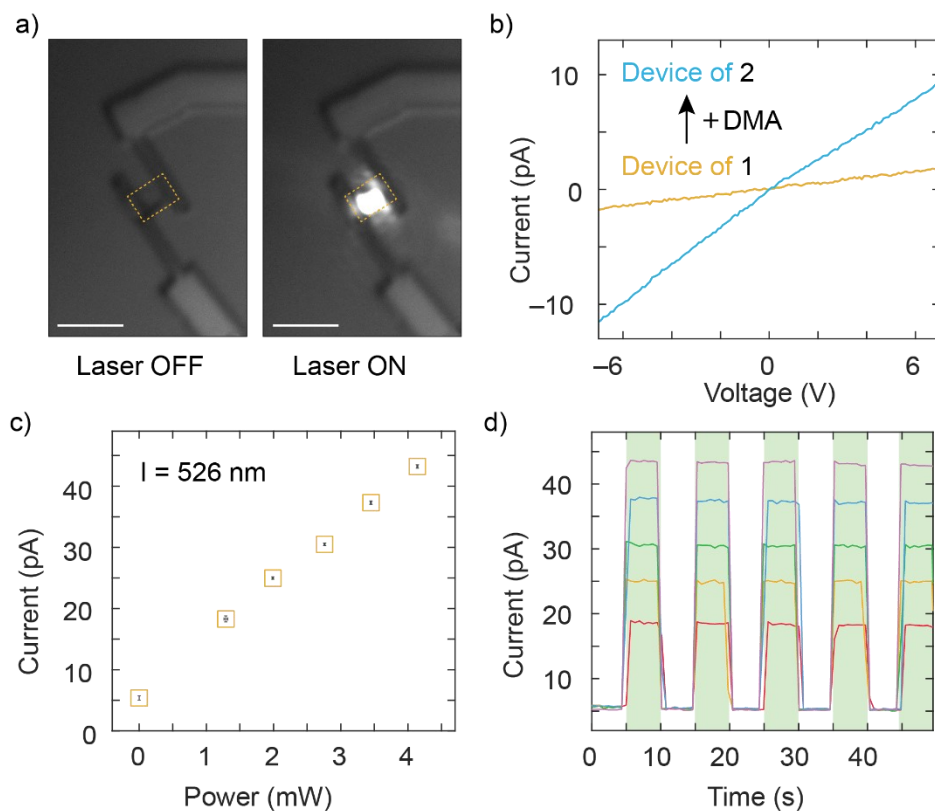 a)
Laser OFF
Laser ON
b)
Current (pA)
10
0
–10
Device of 2
+ DMA
Device of 1
–6
0
6
Voltage (V)
c)
Current (pA)
40
30
20
10
0
l = 526 nm
0
1
2
3
4
Power (mW)
d)
Current (pA)
40
30
20
10
0
10
20
30
40
Time (s)